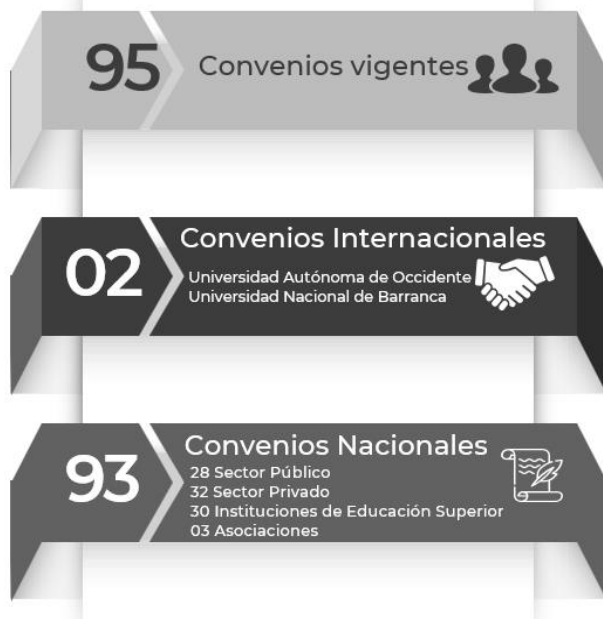 95 Convenios vigentes
02
Convenios Internacionales
Universidad Autónoma de Occidente
Universidad Nacional de Barranca
93
Convenios Nacionales
28 Sector Público
32 Sector Privado
30 Instituciones de Educación Superior
03 Asociaciones